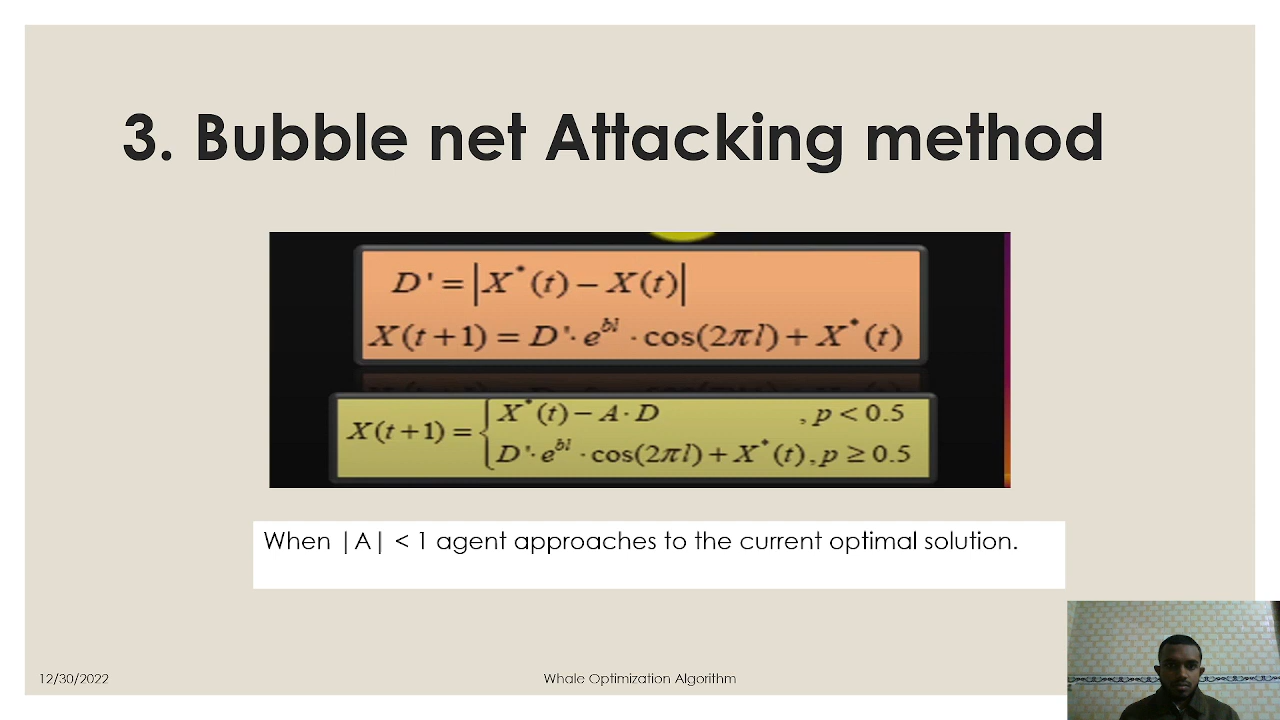 3. Bubble net Attacking method
D' = |X*(t) − X(t)|
X(t+1) = D'· e^{bl} · cos(2πl) + X*(t)
X(t+1) = { X*(t) − A · D , p < 0.5
D'· e^{bl} · cos(2πl) + X*(t), p ≥ 0.5
When |A| < 1 agent approaches to the current optimal solution.
12/30/2022
Whale Optimization Algorithm